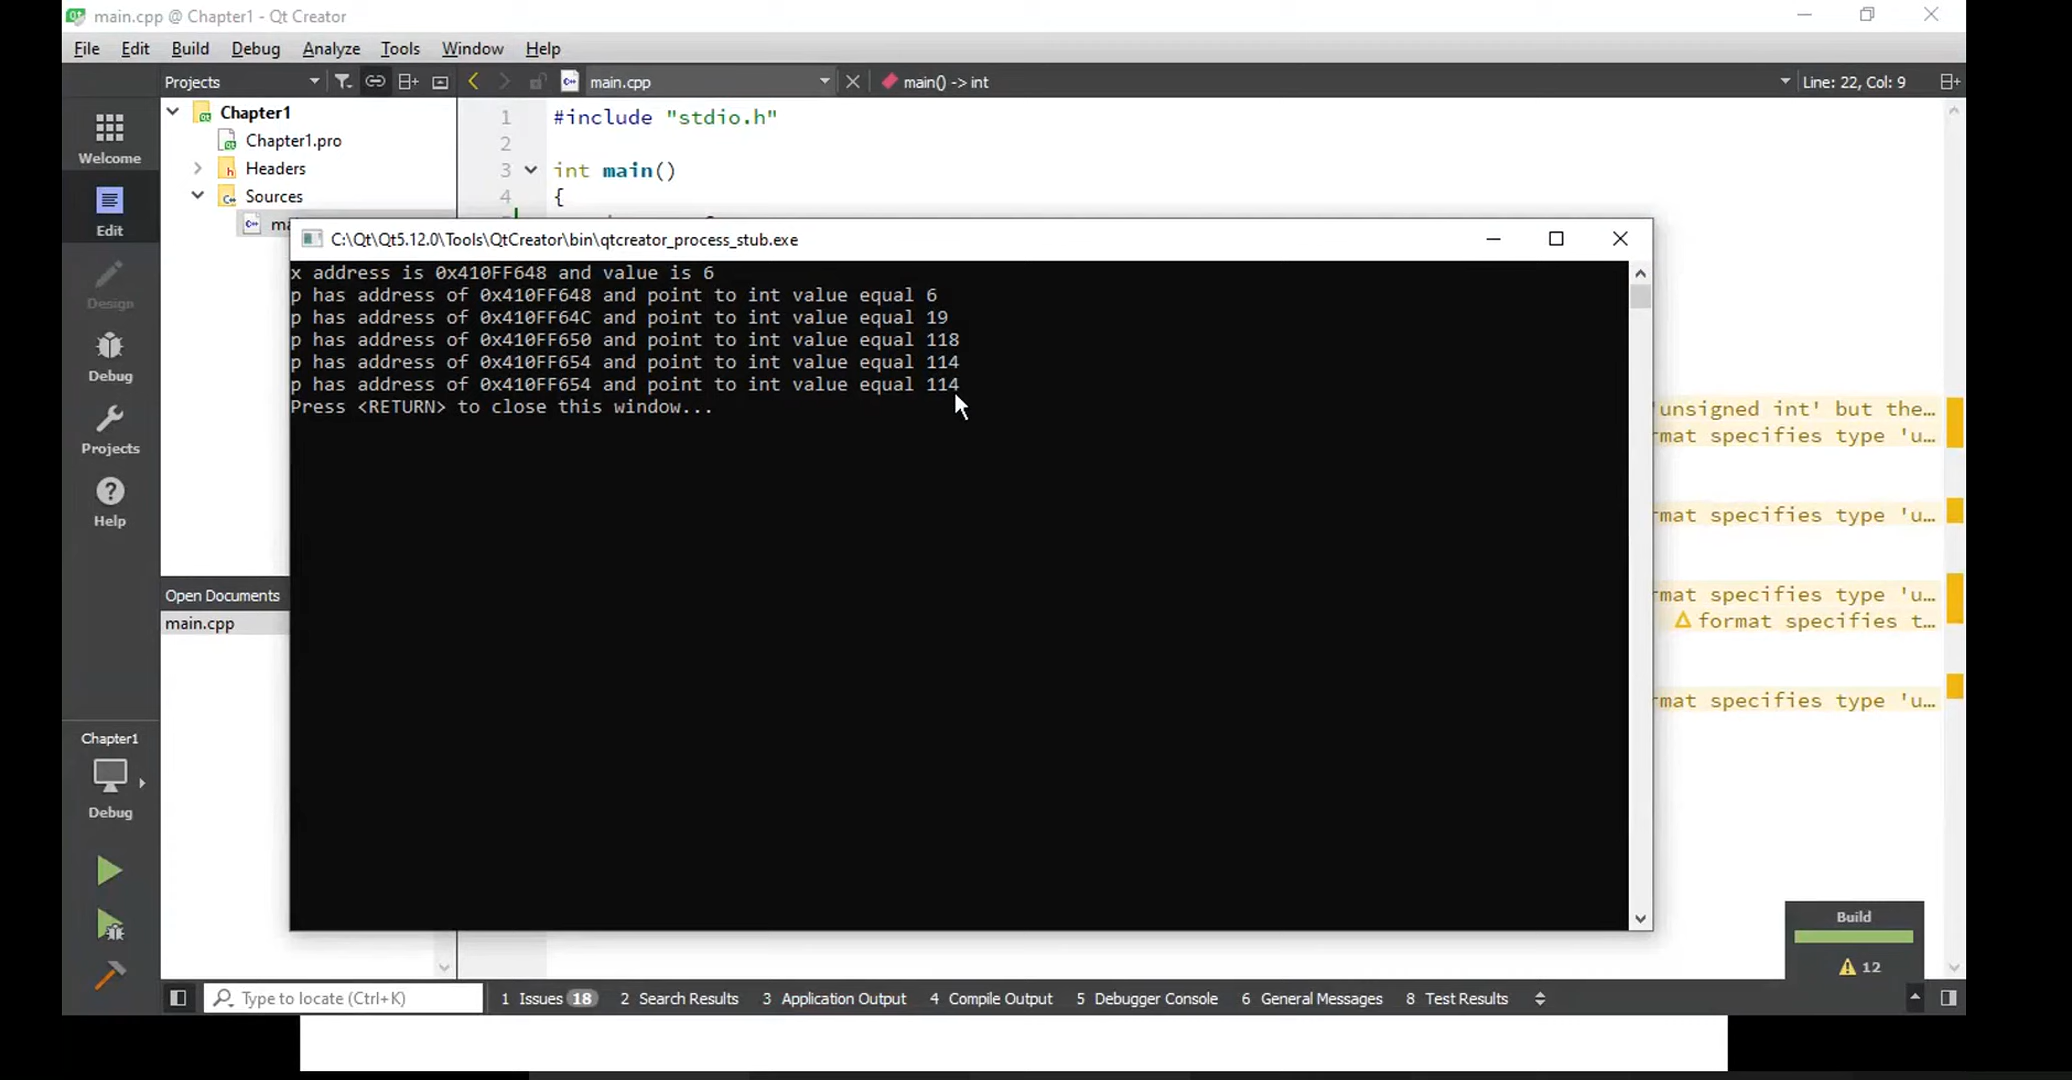 main.cpp @ Chapter1 - Qt Creator
File Edit Build Debug Analyze Tools Window Help
Projects main.cpp main() -> int Line: 22, Col: 9
Chapter1
Chapter1.pro
Headers
Sources
Welcome
Edit
Design
Debug
Projects
Help
1 #include "stdio.h"
2
3 int main()
4 {
C:\Qt\Qt5.12.0\Tools\QtCreator\bin\qtcreator_process_stub.exe
x address is 0x410FF648 and value is 6
p has address of 0x410FF648 and point to int value equal 6
p has address of 0x410FF64C and point to int value equal 19
p has address of 0x410FF650 and point to int value equal 118
p has address of 0x410FF654 and point to int value equal 114
p has address of 0x410FF654 and point to int value equal 114
Press <RETURN> to close this window...
'unsigned int' but the…
rmat specifies type 'u…
rmat specifies type 'u…
rmat specifies type 'u…
format specifies t…
rmat specifies type 'u…
Open Documents
main.cpp
Chapter1
Debug
Build
12
Type to locate (Ctrl+K) 1 Issues 18 2 Search Results 3 Application Output 4 Compile Output 5 Debugger Console 6 General Messages 8 Test Results